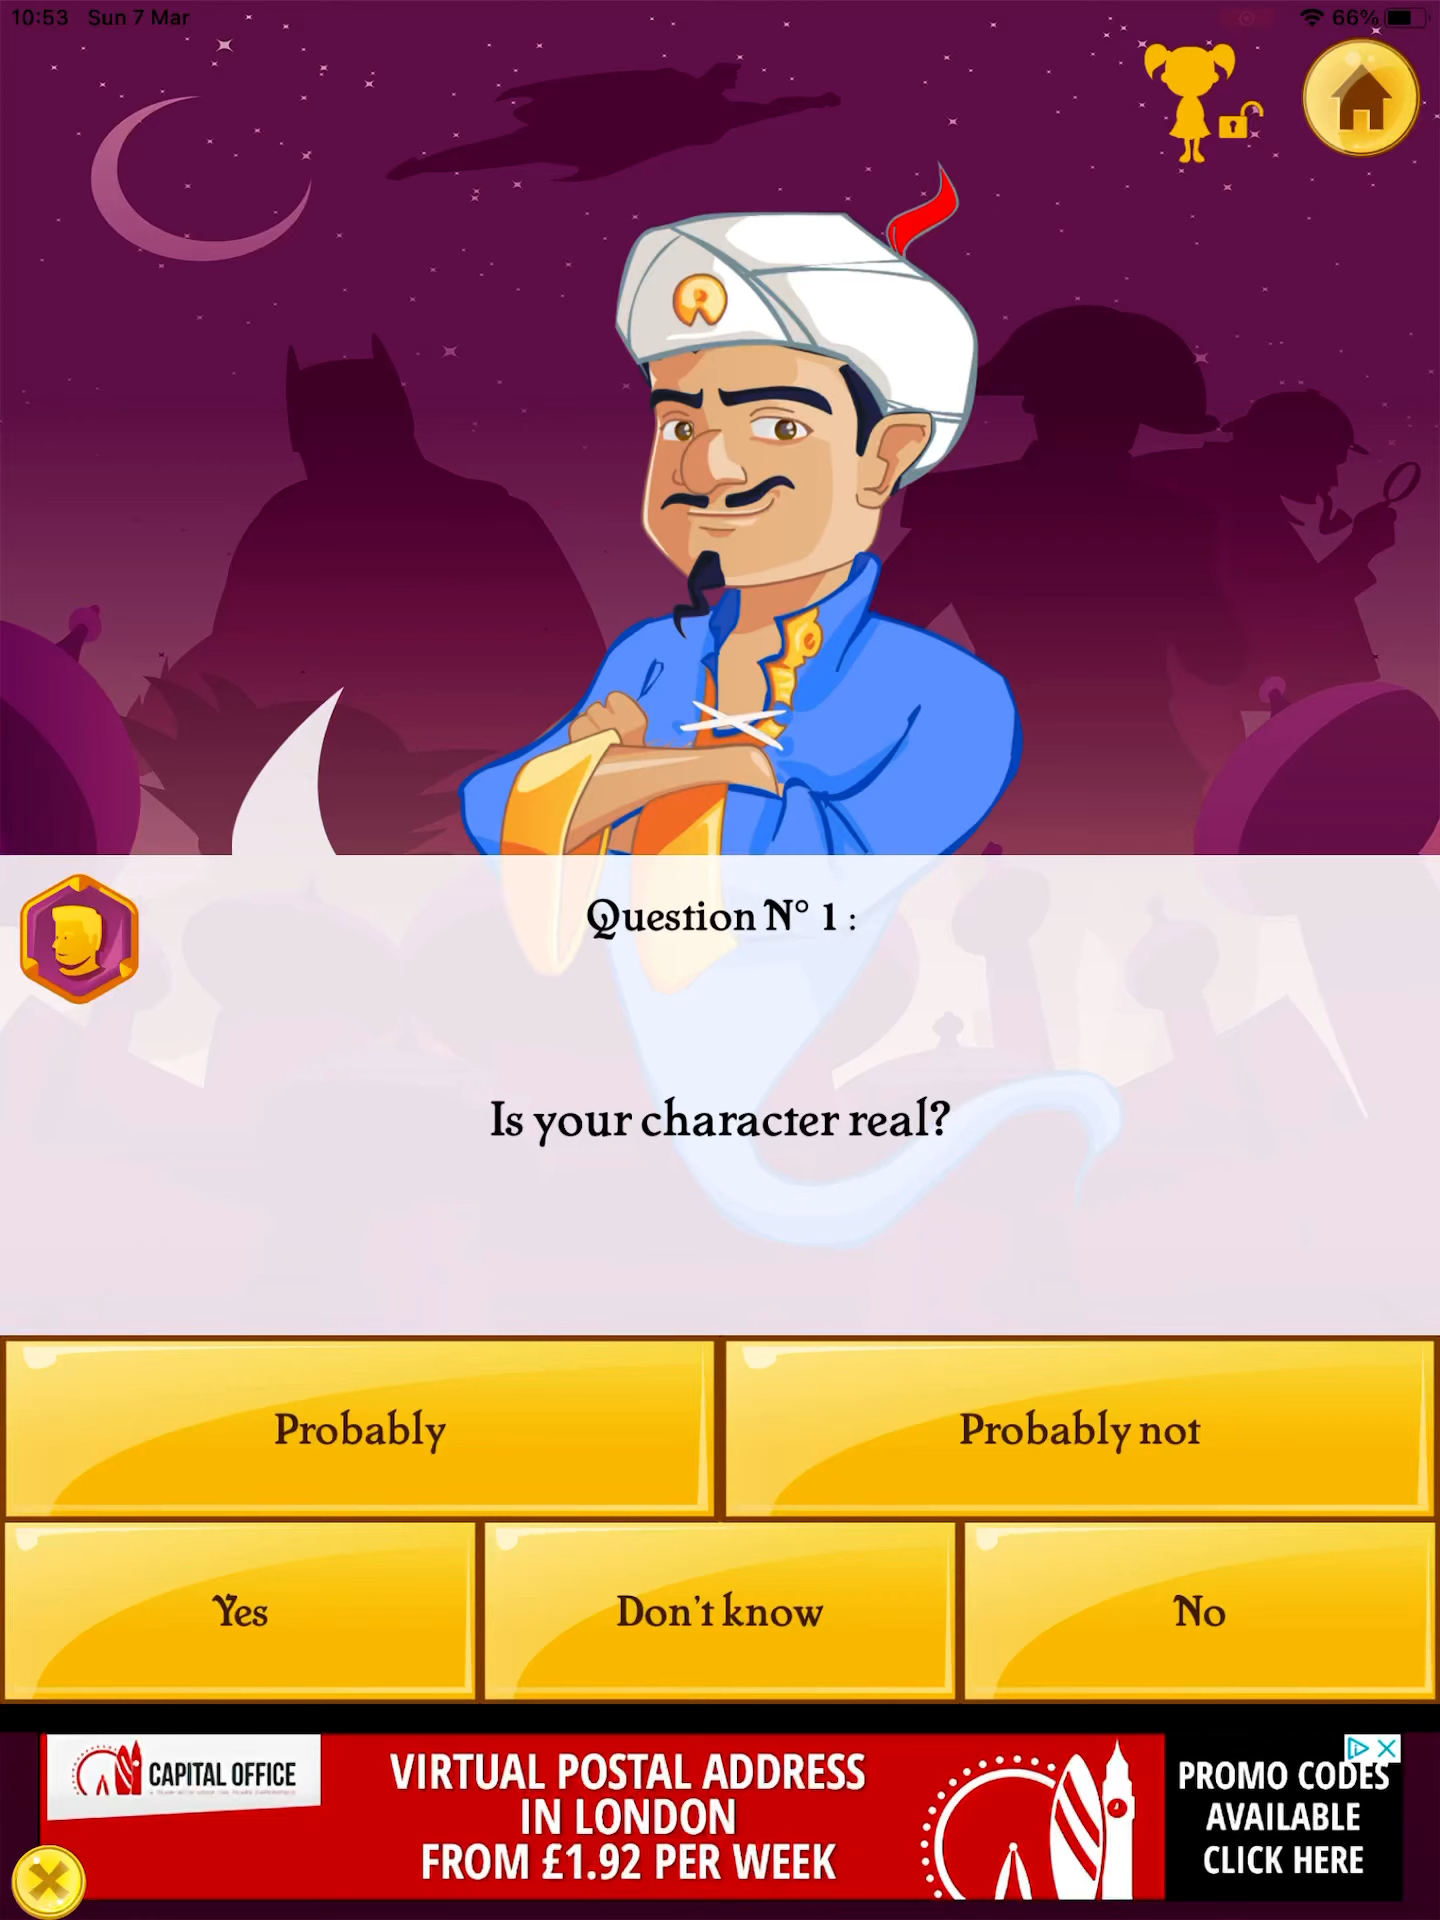 10:53 Sun 7 Mar
66%
Question N° 1 :
Is your character real?
Probably
Probably not
Yes
Don't know
No
CAPITAL OFFICE
VIRTUAL POSTAL ADDRESS
IN LONDON
FROM £1.92 PER WEEK
PROMO CODES
AVAILABLE
CLICK HERE